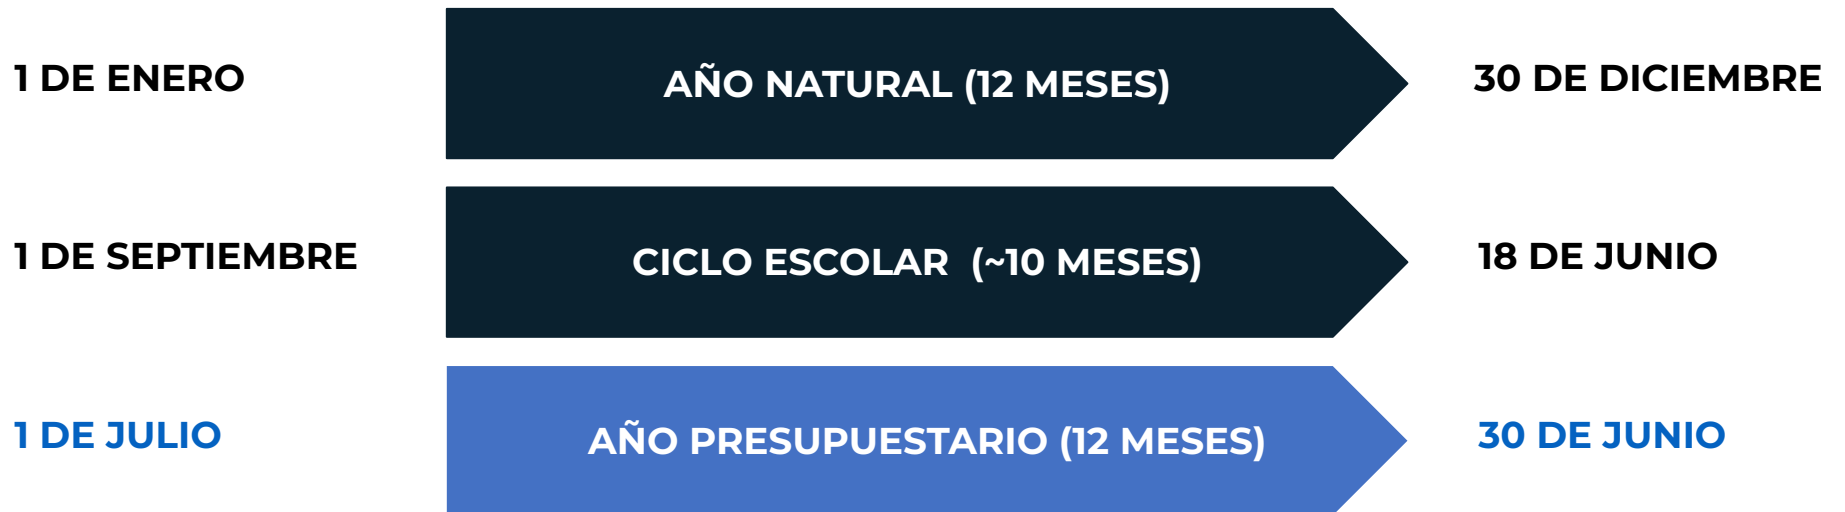 1 DE ENERO
AÑO NATURAL (12 MESES)
30 DE DICIEMBRE
1 DE SEPTIEMBRE
CICLO ESCOLAR  (~10 MESES)
18 DE JUNIO
1 DE JULIO
AÑO PRESUPUESTARIO (12 MESES)
30 DE JUNIO